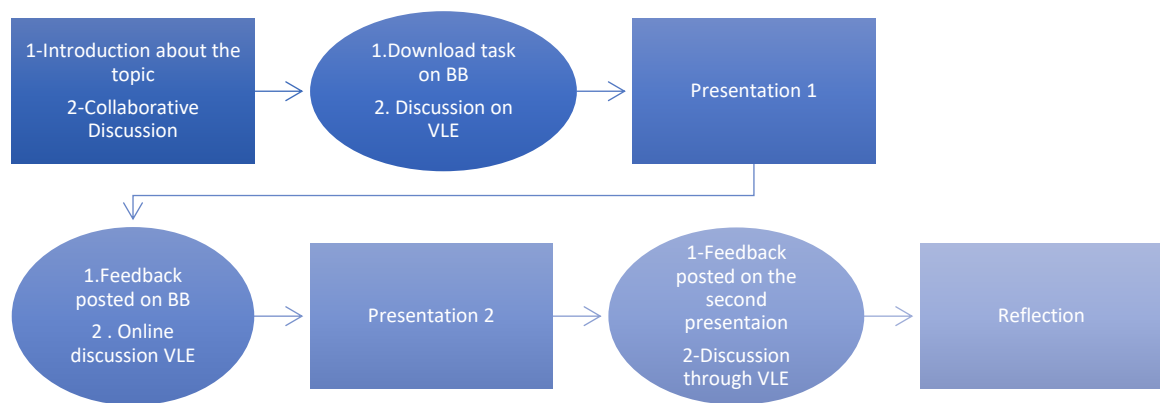 1-Introduction about the
topic
2-Collaborative
Discussion
1.Download task
on BB
2. Discussion on
VLE
Presentation 1
1.Feedback
posted on BB
2 . Online
discussion VLE
Presentation 2
1-Feedback
posted on the
second
presentaion
2-Discussion
through VLE
Reflection